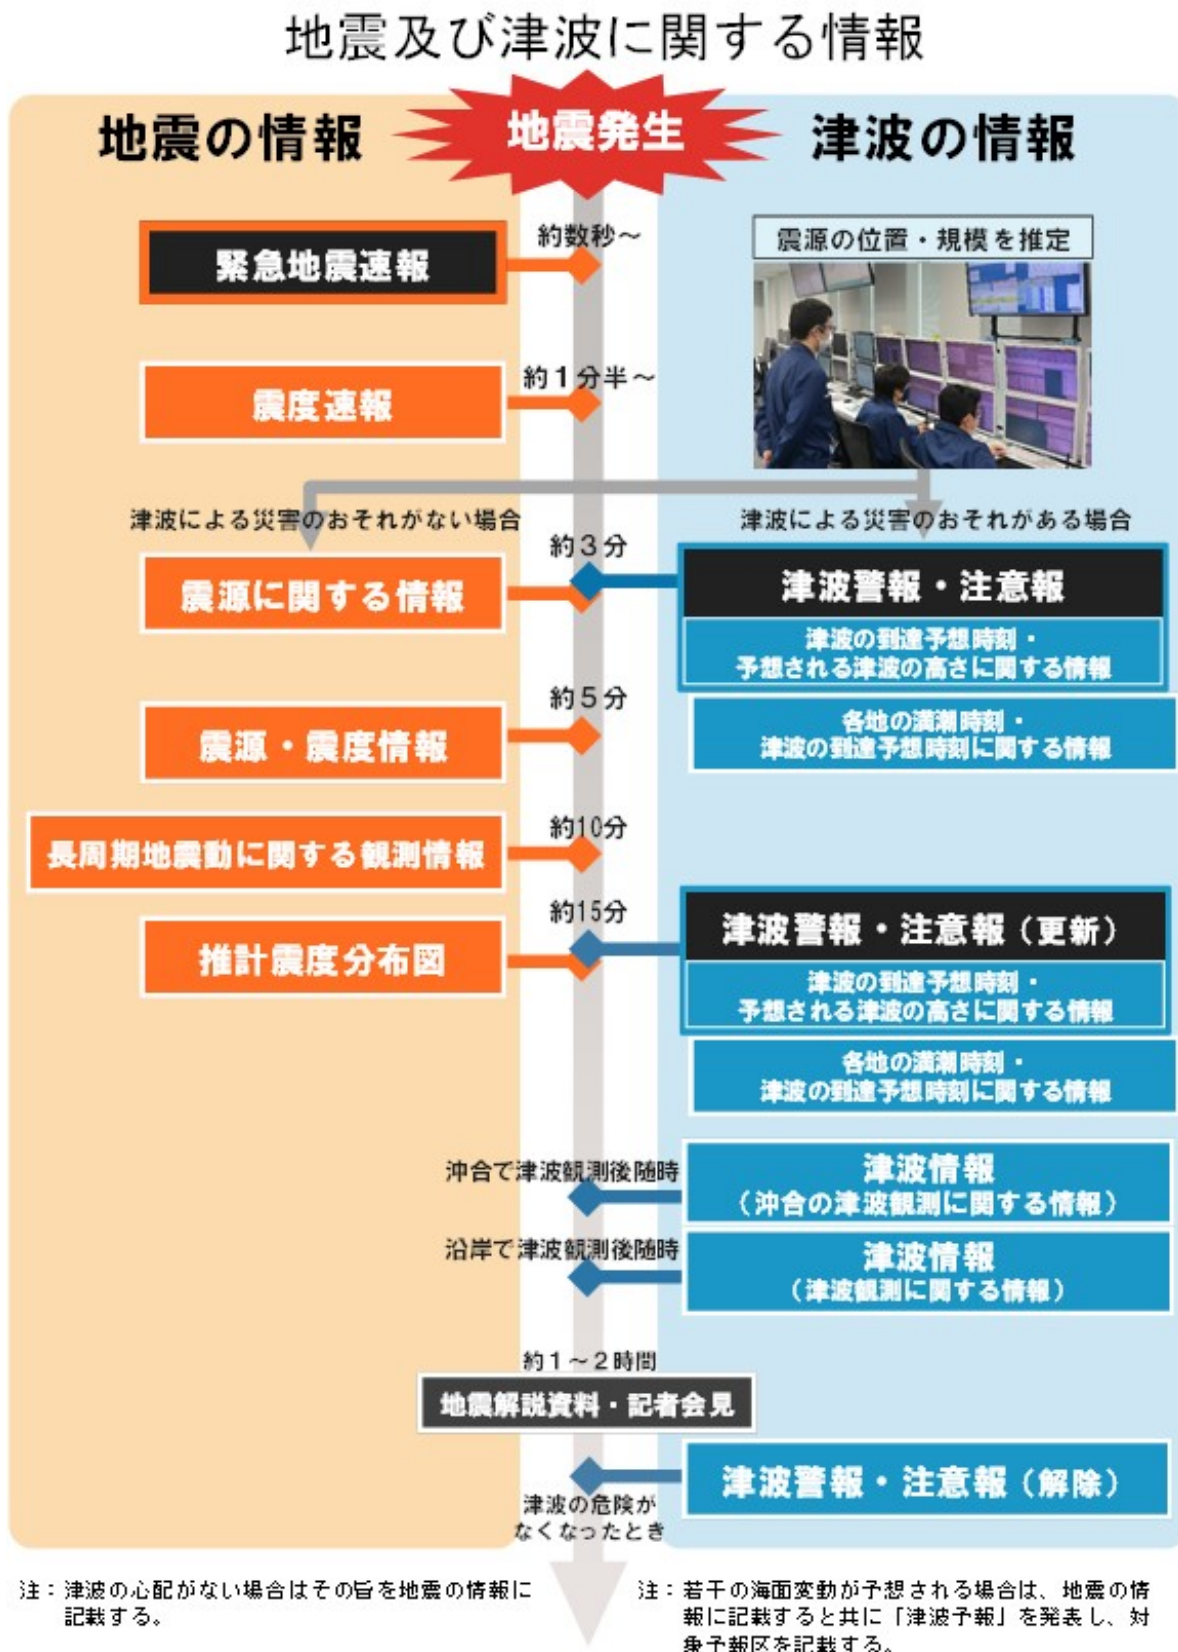 地震及び津波に関する情報
地震の情報
地震発生
津波の情報
約数秒～
緊急地震速報
震源の位置・規模を推定
約１分半～
震度速報
津波による災害のおそれがない場合
津波による災害のおそれがある場合
約３分
震源に関する情報
津波警報・注意報
津波の到達予想時刻・
予想される津波の高さに関する情報
約５分
震源・震度情報
各地の満潮時刻・
津波の到達予想時刻に関する情報
約10分
長周期地震動に関する観測情報
約15分
推計震度分布図
津波警報・注意報（更新）
津波の到達予想時刻・
予想される津波の高さに関する情報
各地の満潮時刻・
津波の到達予想時刻に関する情報
沖合で津波観測後随時
津波情報
（沖合の津波観測に関する情報）
沿岸で津波観測後随時
津波情報
（津波観測に関する情報）
約１～２時間
地震解説資料・記者会見
津波警報・注意報（解除）
津波の危険が
なくなったとき
注：津波の心配がない場合はその旨を地震の情報に
記載する。
注：若干の海面変動が予想される場合は、地震の情
報に記載すると共に「津波予報」を発表し、対
象予報区を記載する。